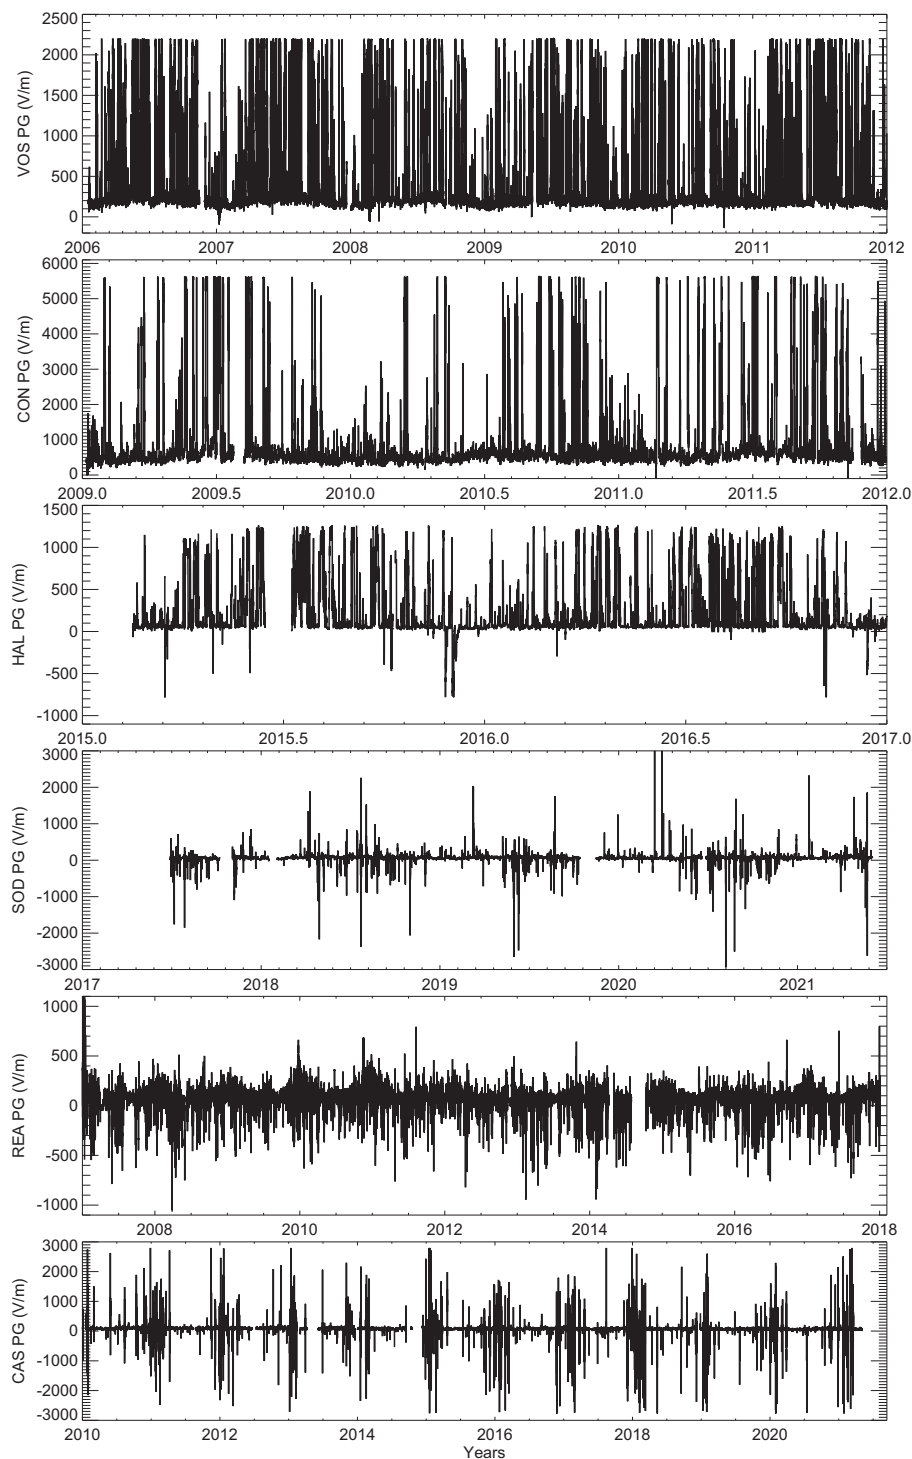 VOS PG (V/m)
2500
2000
1500
1000
500
0
2006 2007 2008 2009 2010 2011 2012
CON PG (V/m)
6000
5000
4000
3000
2000
1000
0
2009.0 2009.5 2010.0 2010.5 2011.0 2011.5 2012.0
HAL PG (V/m)
1500
1000
500
0
-500
-1000
2015.0 2015.5 2016.0 2016.5 2017.0
SOD PG (V/m)
3000
2000
1000
0
-1000
-2000
-3000
2017 2018 2019 2020 2021
REA PG (V/m)
1000
500
0
-500
-1000
2008 2010 2012 2014 2016 2018
CAS PG (V/m)
3000
2000
1000
0
-1000
-2000
-3000
2010 2012 2014 2016 2018 2020
Years